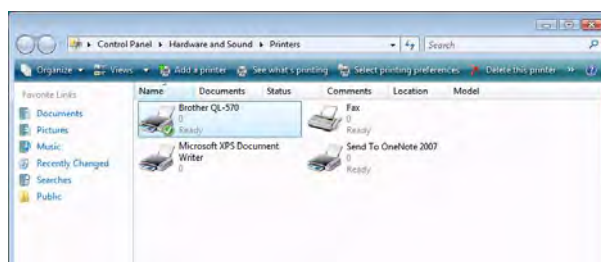 Control Panel ▸ Hardware and Sound ▸ Printers Search
Organize Views Add a printer See what's printing Select printing preferences Delete this printer »
Favorite Links
Documents
Pictures
Music
Recently Changed
Searches
Public
Name Documents Status Comments Location Model
Brother QL-570
0
Ready
Fax
0
Ready
Microsoft XPS Document
Writer
0
Send To OneNote 2007
0
Ready